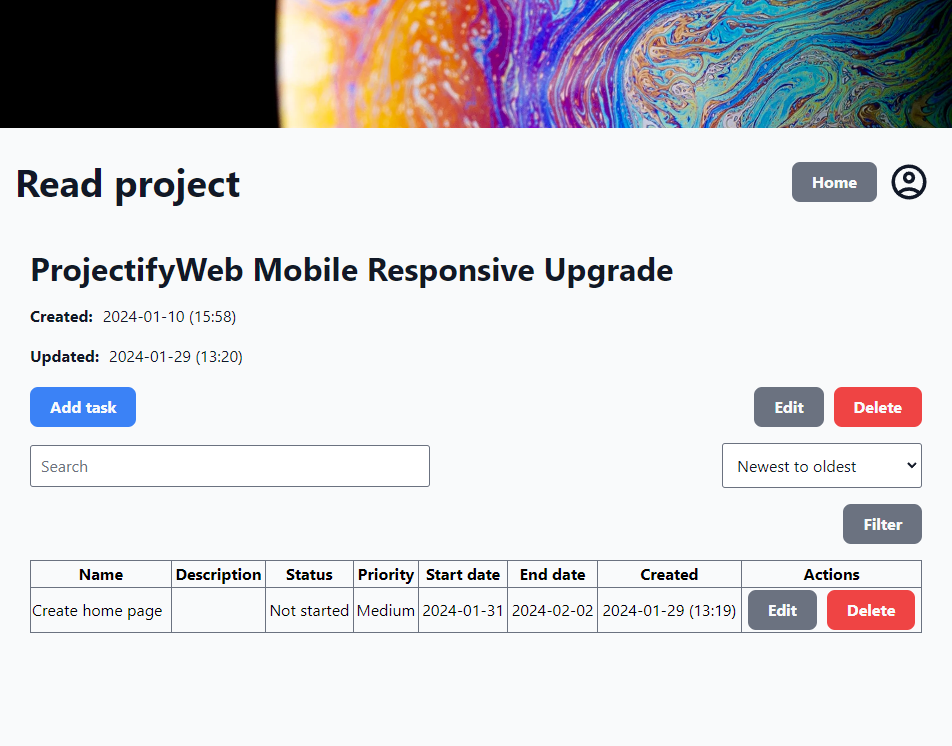 Read project
Home
ProjectifyWeb Mobile Responsive Upgrade
Created: 2024-01-10 (15:58)
Updated: 2024-01-29 (13:20)
Add task
Edit Delete
Search
Newest to oldest
Filter
Name Description Status Priority Start date End date Created Actions
Create home page Not started Medium 2024-01-31 2024-02-02 2024-01-29 (13:19) Edit Delete